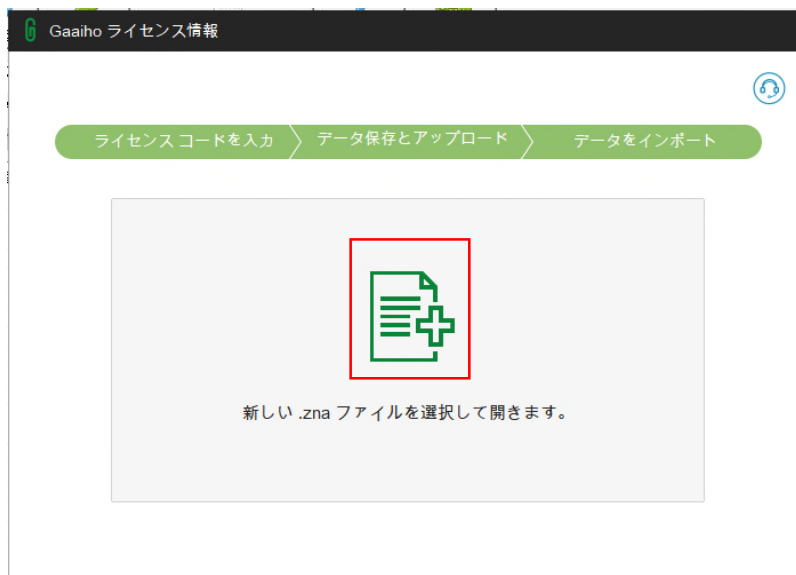 Gaaiho ライセンス情報
ライセンス コードを入力
データ保存とアップロード
データをインポート
新しい .zna ファイルを選択して開きます。